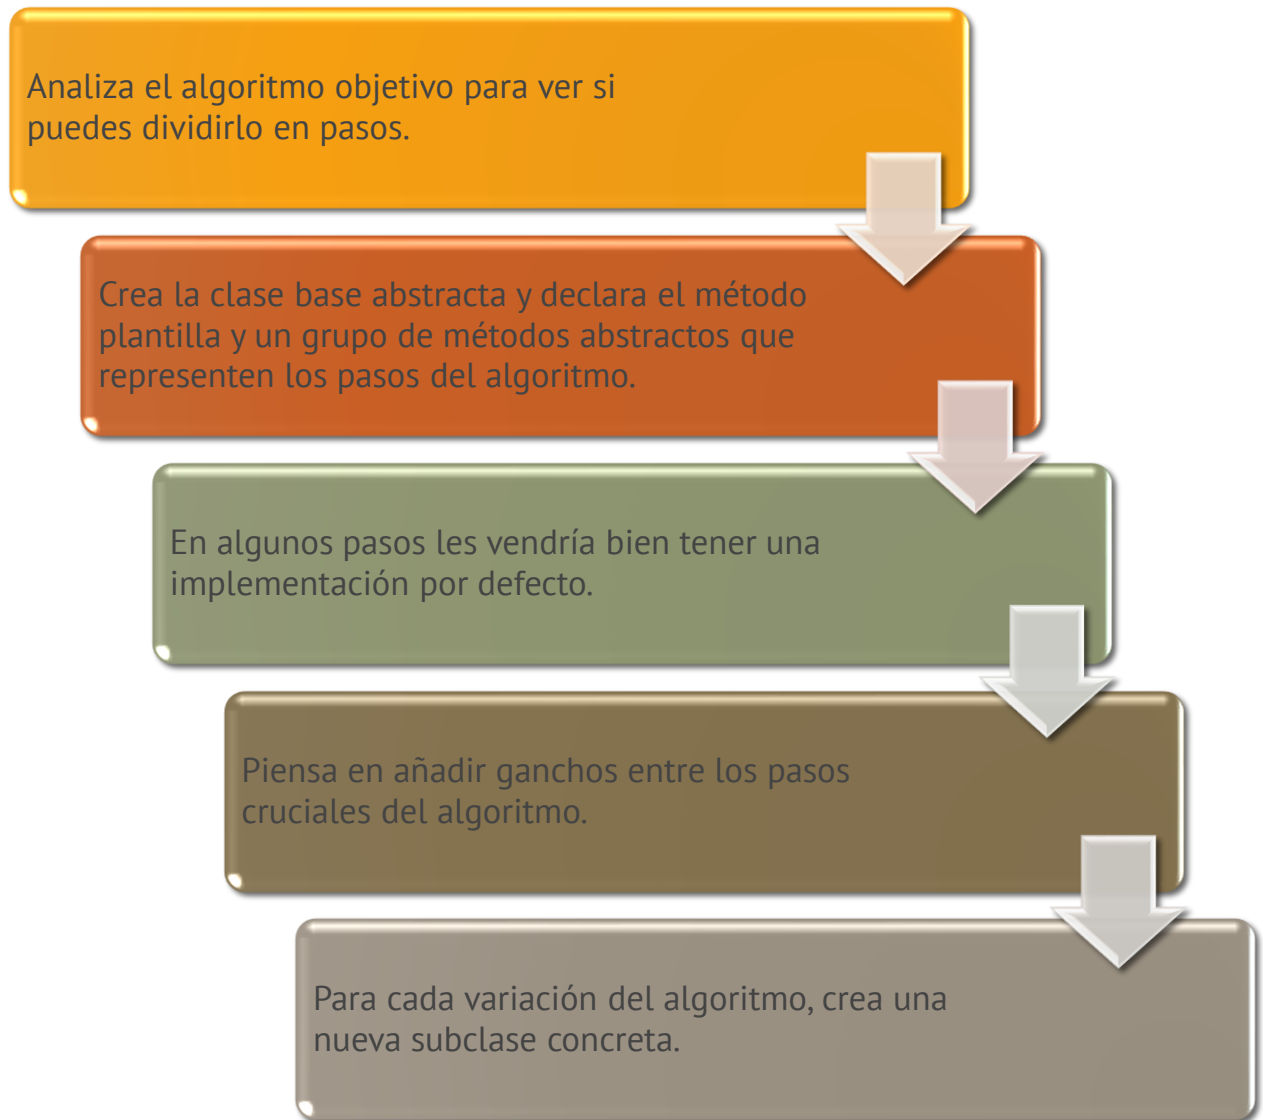 Analiza el algoritmo objetivo para ver si
puedes dividirlo en pasos.
Crea la clase base abstracta y declara el método
plantilla y un grupo de métodos abstractos que
representen los pasos del algoritmo.
En algunos pasos les vendría bien tener una
implementación por defecto.
Piensa en añadir ganchos entre los pasos
cruciales del algoritmo.
Para cada variación del algoritmo, crea una
nueva subclase concreta.